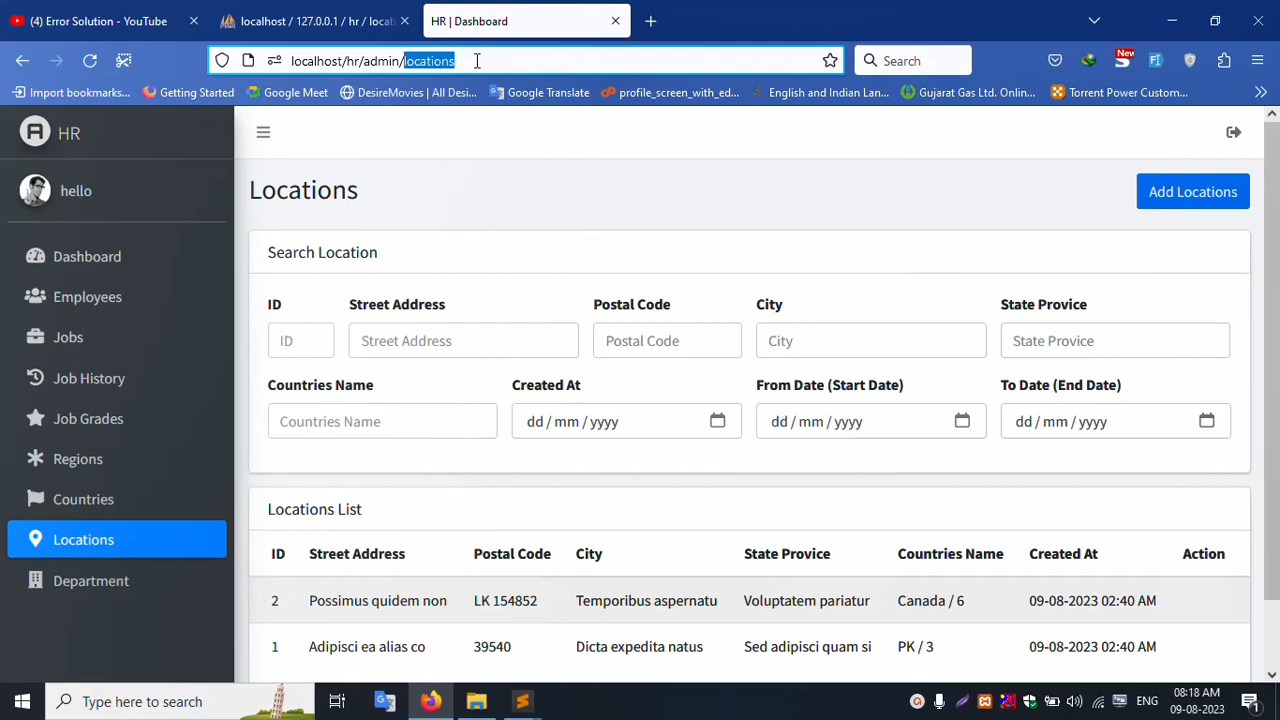 (4) Error Solution - YouTube
localhost / 127.0.0.1 / hr / locati
HR | Dashboard
localhost/hr/admin/locations
Search
New
Import bookmarks...
Getting Started
Google Meet
DesireMovies | All Desi...
Google Translate
profile_screen_with_ed...
English and Indian Lan...
Gujarat Gas Ltd. Onlin...
Torrent Power Custom...
HR
hello
Dashboard
Employees
Jobs
Job History
Job Grades
Regions
Countries
Locations
Department
Locations
Add Locations
Search Location
ID
Street Address
Postal Code
City
State Provice
ID
Street Address
Postal Code
City
State Provice
Countries Name
Created At
From Date (Start Date)
To Date (End Date)
Countries Name
dd / mm / yyyy
dd / mm / yyyy
dd / mm / yyyy
Locations List
ID Street Address Postal Code City State Provice Countries Name Created At Action
2 Possimus quidem non LK 154852 Temporibus aspernatu Voluptatem pariatur Canada / 6 09-08-2023 02:40 AM
1 Adipisci ea alias co 39540 Dicta expedita natus Sed adipisci quam si PK / 3 09-08-2023 02:40 AM
Type here to search
ENG
08:18 AM
09-08-2023
1